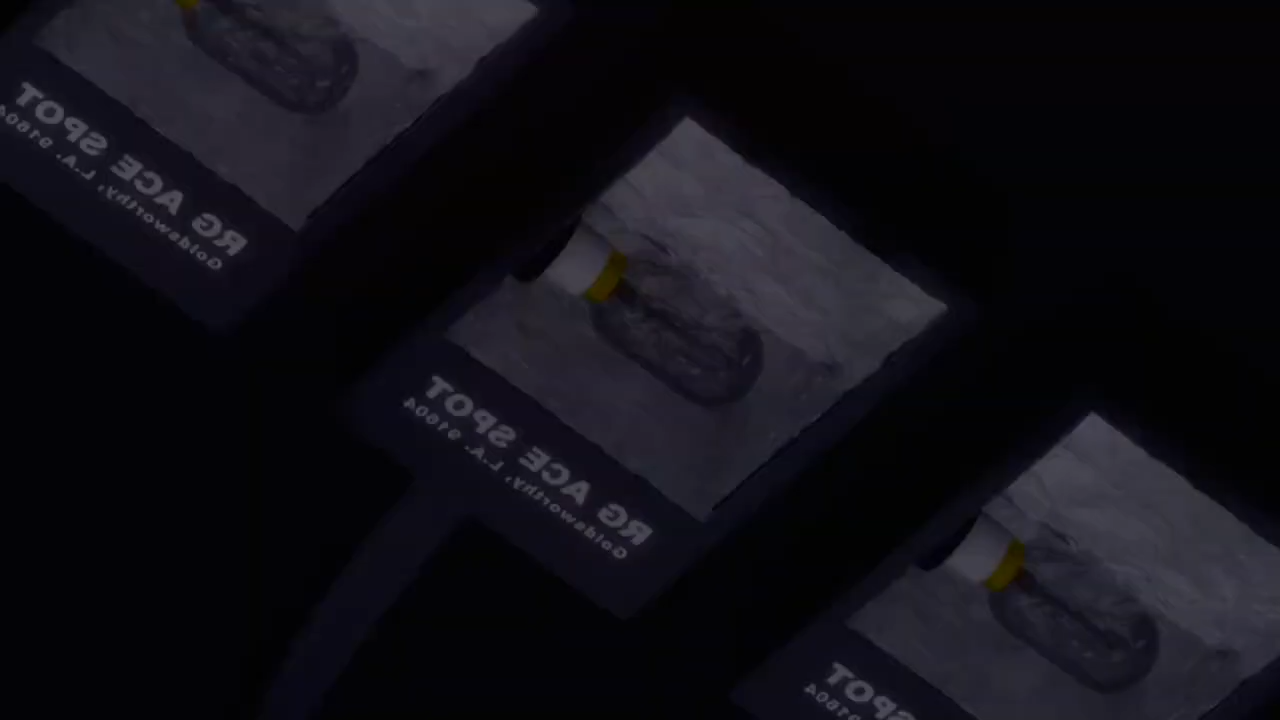 RG ACE SPOT
Goldsworthy, L.A. 91604
RG ACE SPOT
Goldsworthy, L.A. 91604
SPOT
91604